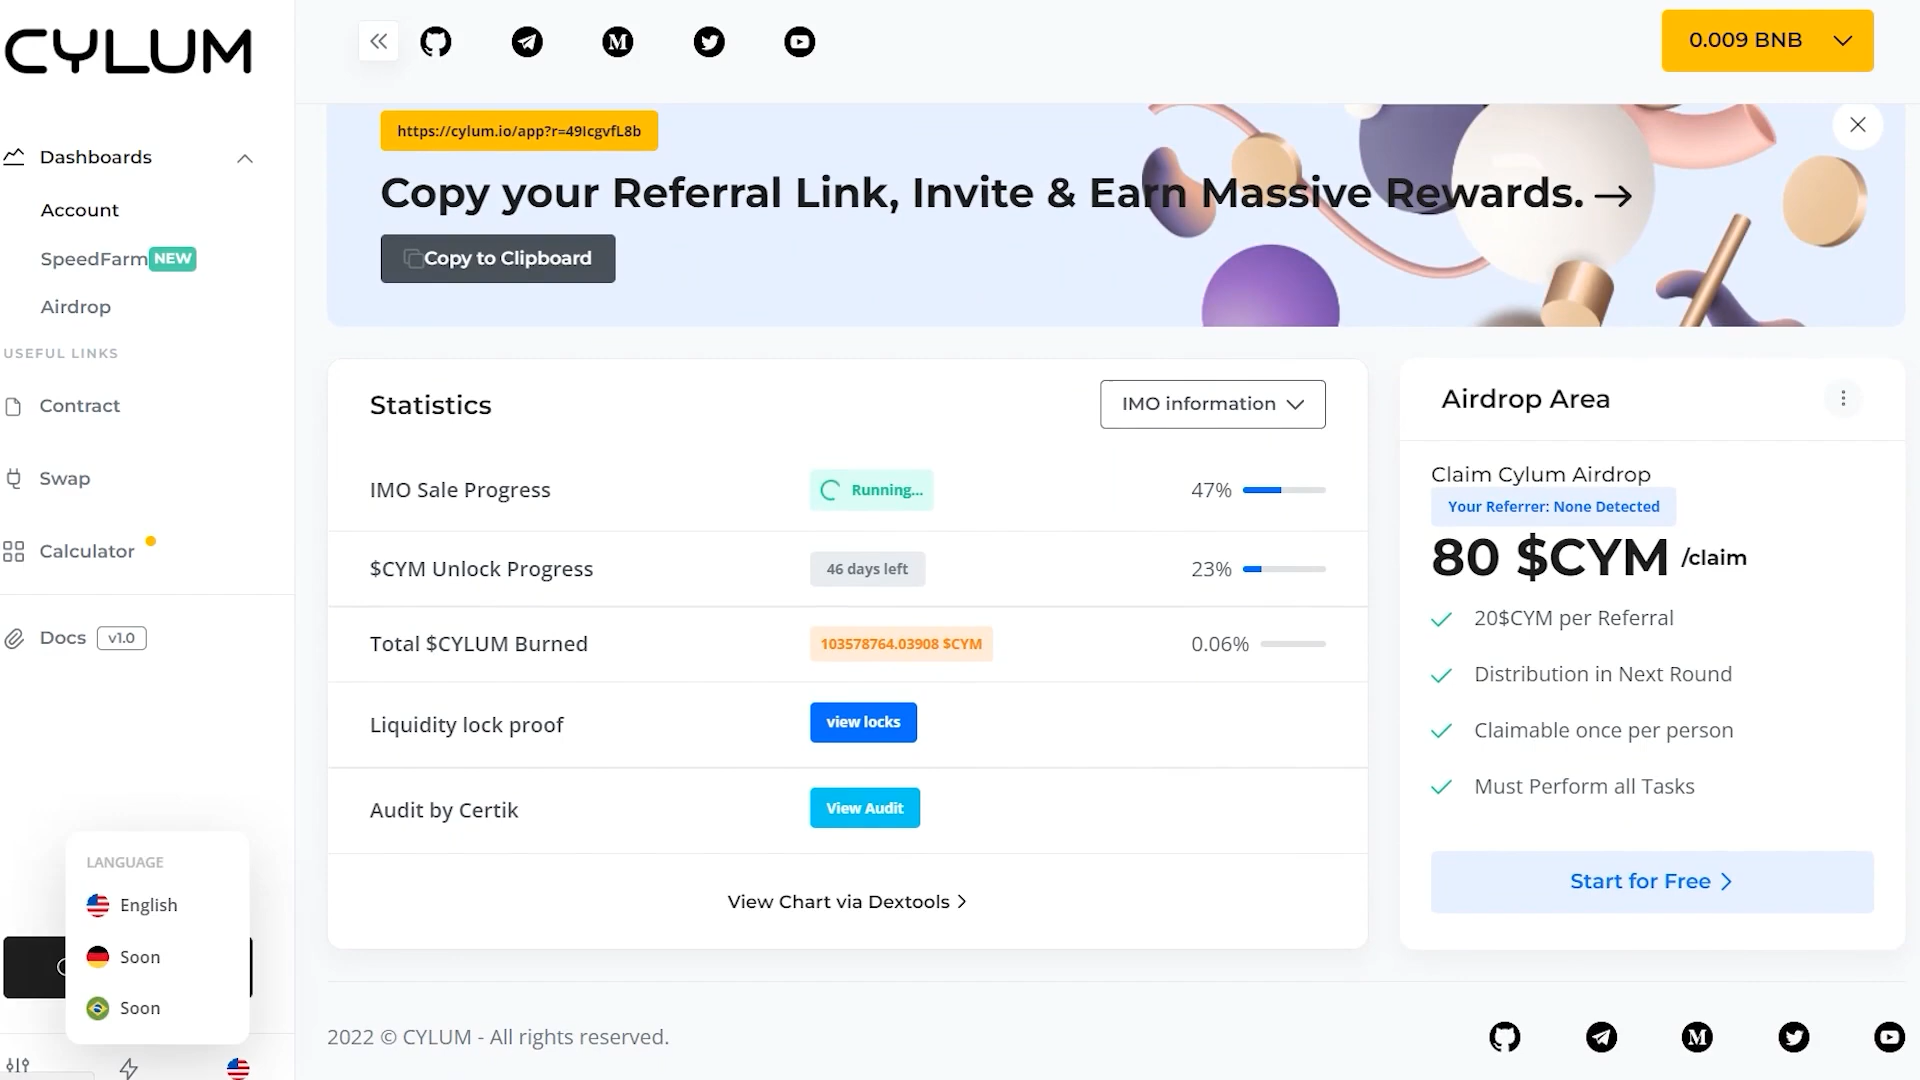 CYLUM
0.009 BNB
Dashboards
Account
SpeedFarm NEW
Airdrop
USEFUL LINKS
Contract
Swap
Calculator
Docs v1.0
LANGUAGE
English
Soon
Soon
https://cylum.io/app?r=49IcgvfL8b
Copy your Referral Link, Invite & Earn Massive Rewards. →
Copy to Clipboard
Statistics
IMO information
IMO Sale Progress Running... 47%
$CYM Unlock Progress 46 days left 23%
Total $CYLUM Burned 103578764.03908 $CYM 0.06%
Liquidity lock proof view locks
Audit by Certik View Audit
View Chart via Dextools >
Airdrop Area
Claim Cylum Airdrop
Your Referrer: None Detected
80 $CYM /claim
20$CYM per Referral
Distribution in Next Round
Claimable once per person
Must Perform all Tasks
Start for Free >
2022 © CYLUM - All rights reserved.